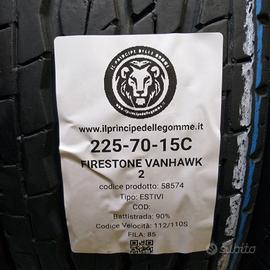 IL PRINCIPE DELLE GOMME
www.ilprincipedellegomme.it
225-70-15C
FIRESTONE VANHAWK
2
codice prodotto: 58574
Tipo: ESTIVI
COD:
Battistrada: 90%
Codice Velocità: 112/110S
FILA: 85
subito